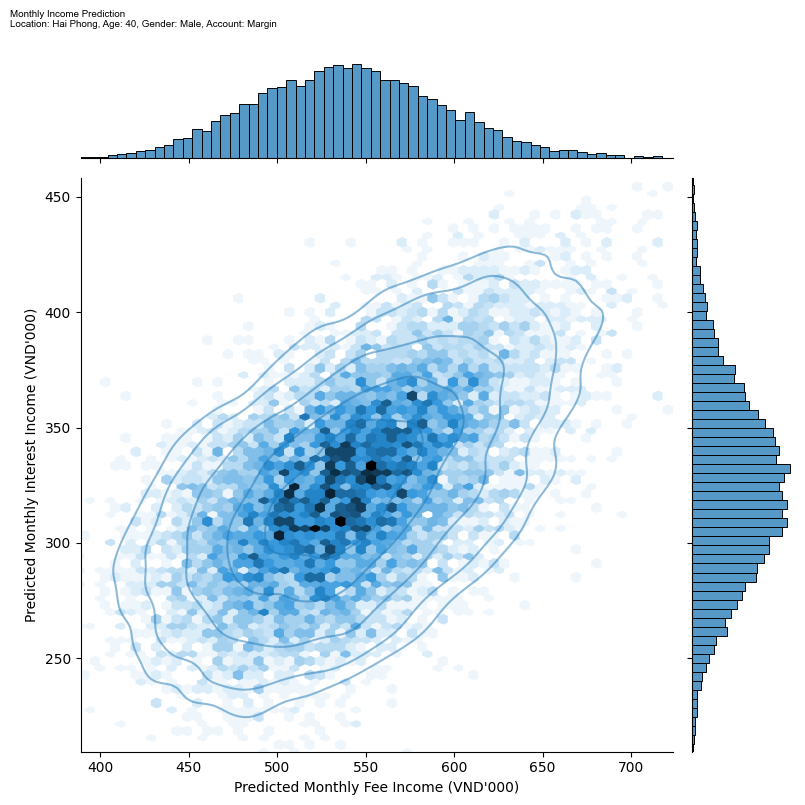 Monthly Income Prediction
Location: Hai Phong, Age: 40, Gender: Male, Account: Margin
450
400
350
300
250
Predicted Monthly Interest Income (VND'000)
400 450 500 550 600 650 700
Predicted Monthly Fee Income (VND'000)